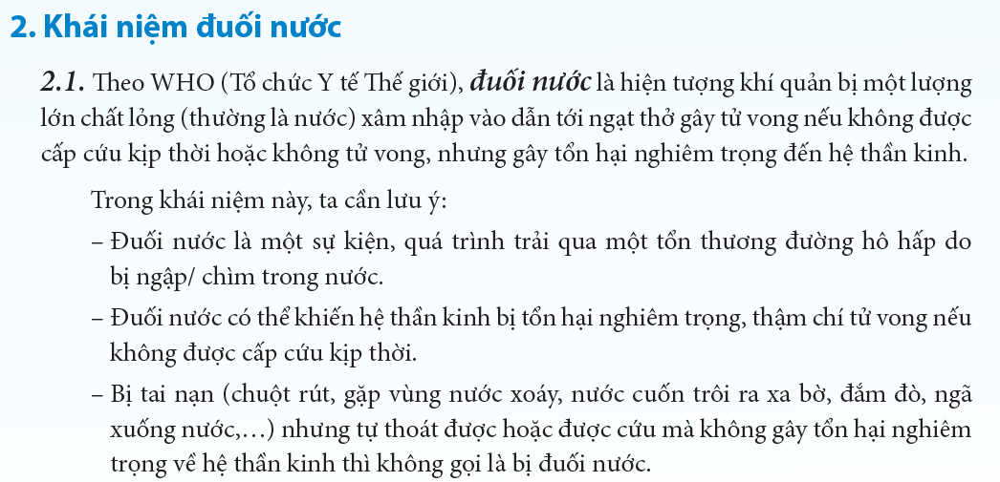 2. Khái niệm đuối nước
2.1. Theo WHO (Tổ chức Y tế Thế giới), đuối nước là hiện tượng khí quản bị một lượng
lớn chất lỏng (thường là nước) xâm nhập vào dẫn tới ngạt thở gây tử vong nếu không được
cấp cứu kịp thời hoặc không tử vong, nhưng gây tổn hại nghiêm trọng đến hệ thần kinh.
Trong khái niệm này, ta cần lưu ý:
– Đuối nước là một sự kiện, quá trình trải qua một tổn thương đường hô hấp do
bị ngập/ chìm trong nước.
– Đuối nước có thể khiến hệ thần kinh bị tổn hại nghiêm trọng, thậm chí tử vong nếu
không được cấp cứu kịp thời.
– Bị tai nạn (chuột rút, gặp vùng nước xoáy, nước cuốn trôi ra xa bờ, đắm đò, ngã
xuống nước,…) nhưng tự thoát được hoặc được cứu mà không gây tổn hại nghiêm
trọng về hệ thần kinh thì không gọi là bị đuối nước.